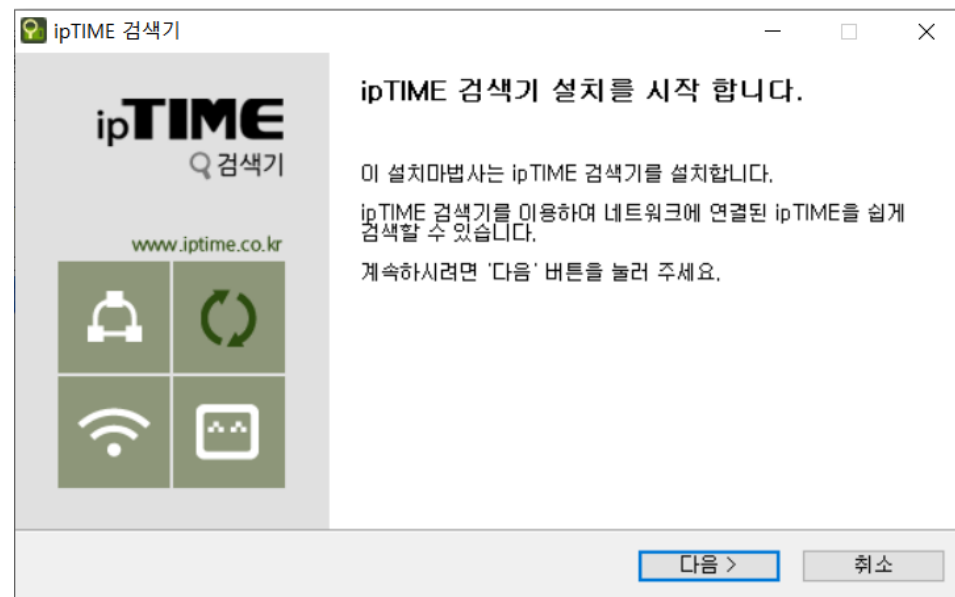 ipTIME 검색기
ipTIME
검색기
www.iptime.co.kr
ipTIME 검색기 설치를 시작 합니다.
이 설치마법사는 ipTIME 검색기를 설치합니다.
ipTIME 검색기를 이용하여 네트워크에 연결된 ipTIME을 쉽게
검색할 수 있습니다.
계속하시려면 '다음' 버튼을 눌러 주세요.
다음 >
취소